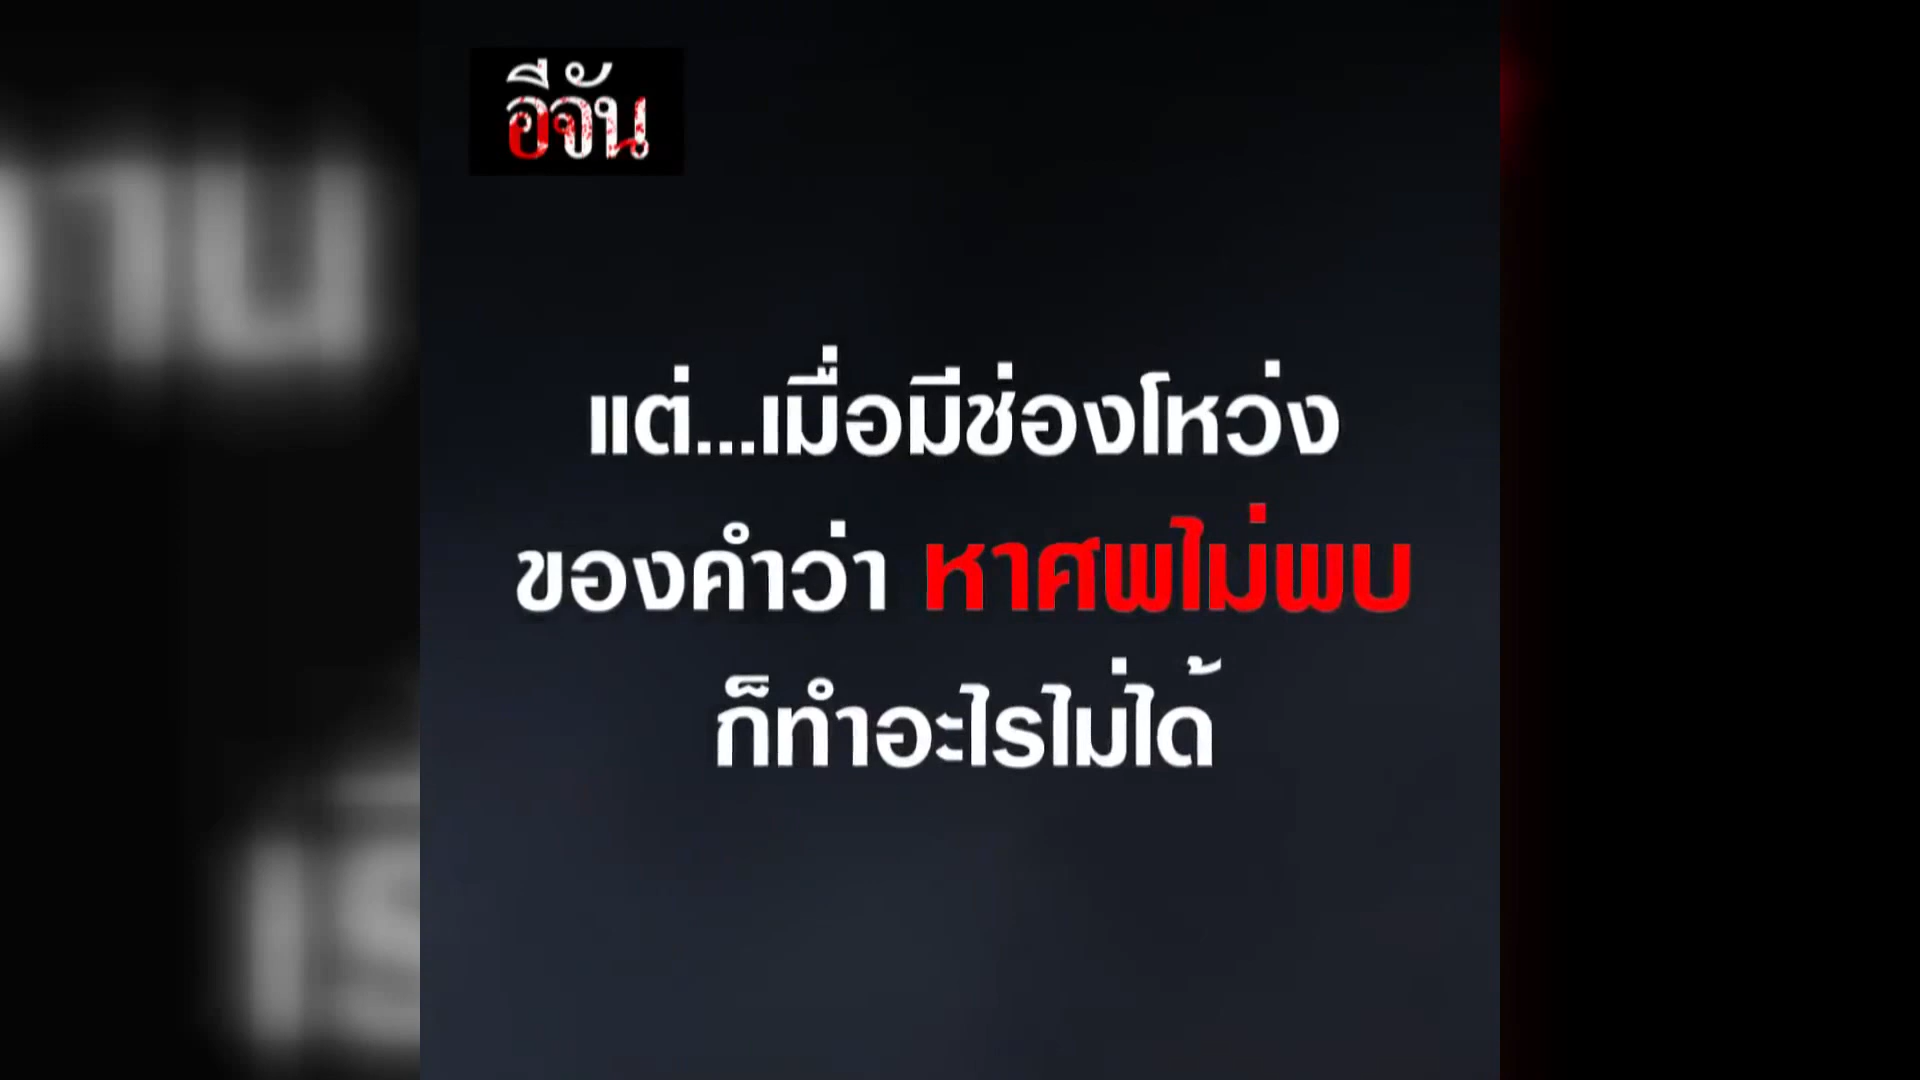 อีจัน
แต่...เมื่อมีช่องโหว่ง
ของคำว่า หาศพไม่พบ
ก็ทำอะไรไม่ได้